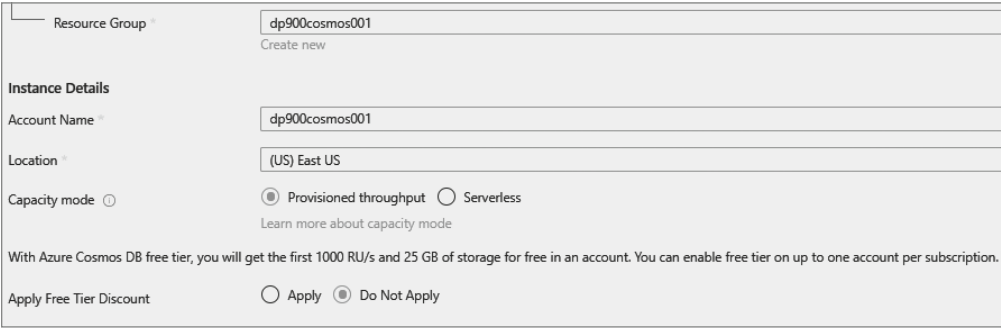 Resource Group *
dp900cosmos001
Create new
Instance Details
Account Name *
dp900cosmos001
Location *
(US) East US
Capacity mode ⓘ
Provisioned throughput Serverless
Learn more about capacity mode
With Azure Cosmos DB free tier, you will get the first 1000 RU/s and 25 GB of storage for free in an account. You can enable free tier on up to one account per subscription.
Apply Free Tier Discount
Apply Do Not Apply